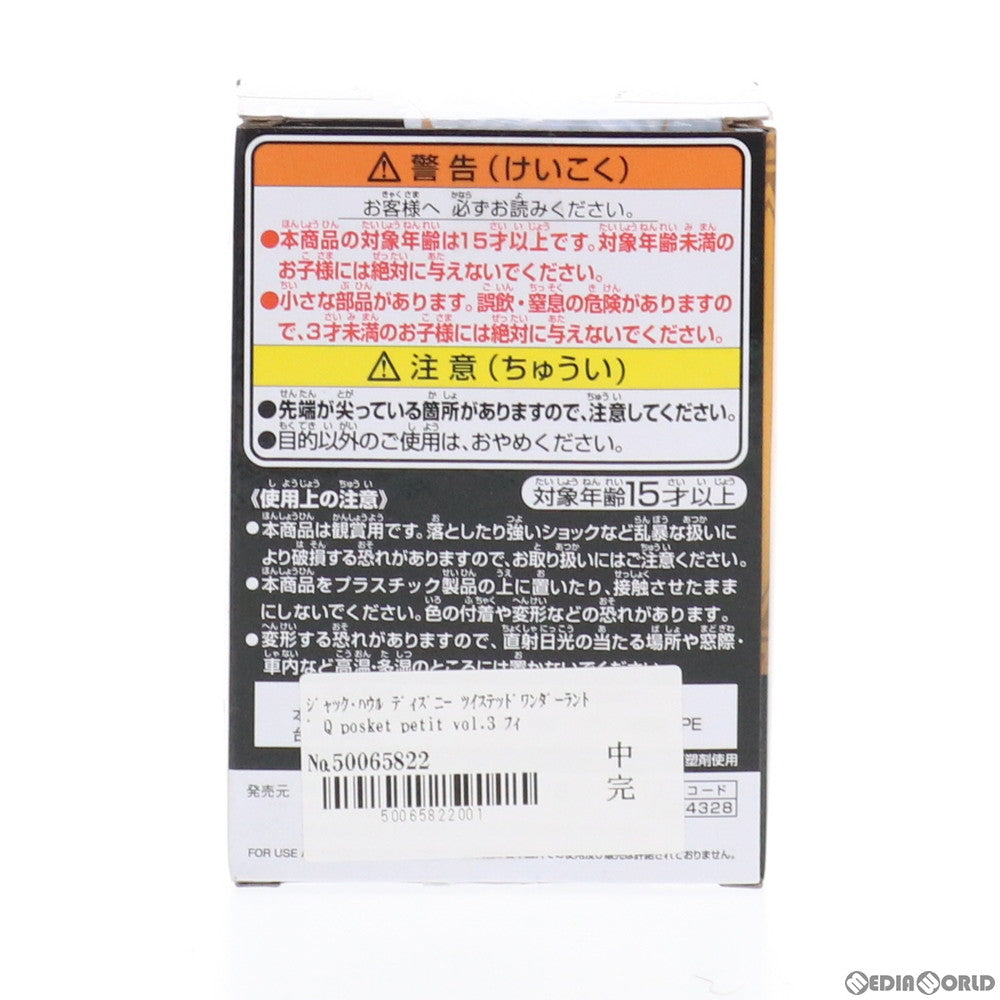 警告(けいこく)
お客様へ 必ずお読みください。
●本商品の対象年齢は15才以上です。対象年齢未満の
お子様には絶対に与えないでください。
●小さな部品があります。誤飲・窒息の危険がありますの
で、3才未満のお子様には絶対に与えないでください。
注意(ちゅうい)
●先端が尖っている箇所がありますので、注意してください。
●目的以外のご使用は、おやめください。
《使用上の注意》 対象年齢15才以上
●本商品は観賞用です。落としたり強いショックなど乱暴な扱いに
より破損する恐れがありますので、お取り扱いにはご注意ください。
●本商品をプラスチック製品の上に置いたり、接触させたまま
にしないでください。色の付着や変形などの恐れがあります。
●変形する恐れがありますので、直射日光の当たる場所や窓際・
車内など高温・多湿のところには置かないでください。
ジャック・ハウル ディズニー ツイステッドワンダーラント
゛ Q posket petit vol.3 フィ
No.50065822
50065822001
中
完
PE
塑剤使用
発売元
コード
4328
FOR USE
MEDIAWORLD